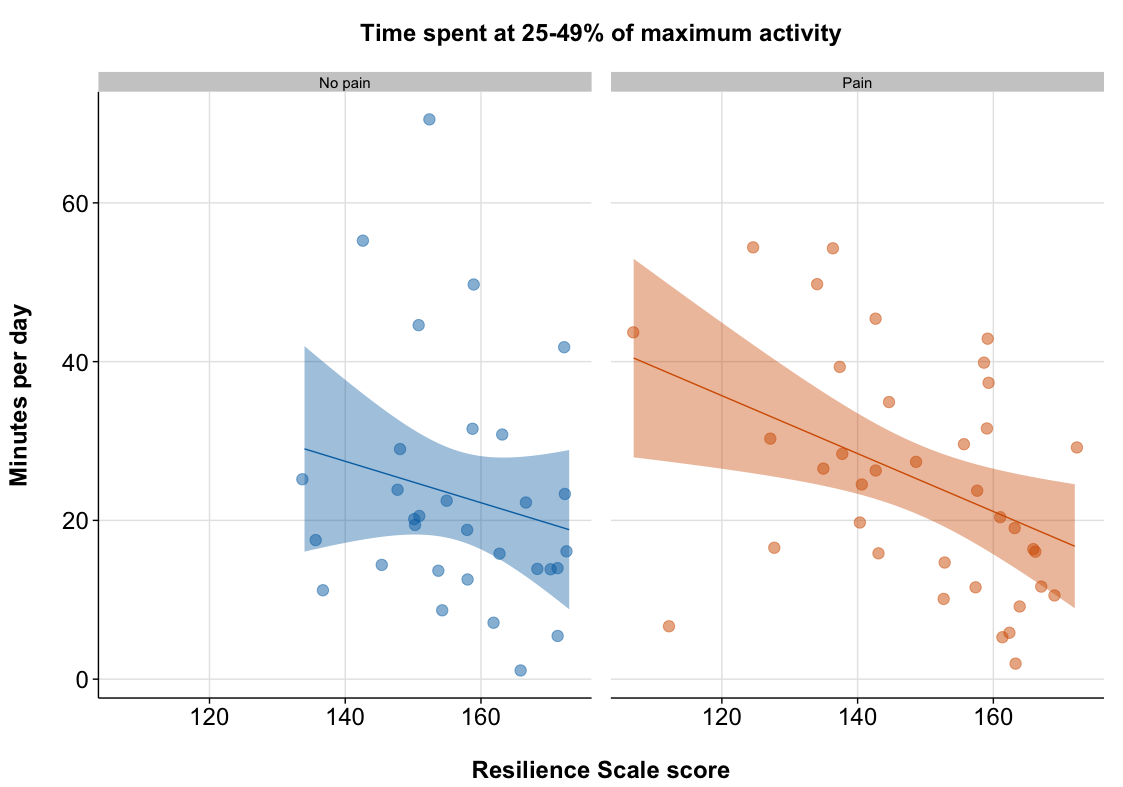 Time spent at 25-49% of maximum activity
No pain
Pain
Minutes per day
60
40
20
0
120 140 160
120 140 160
Resilience Scale score